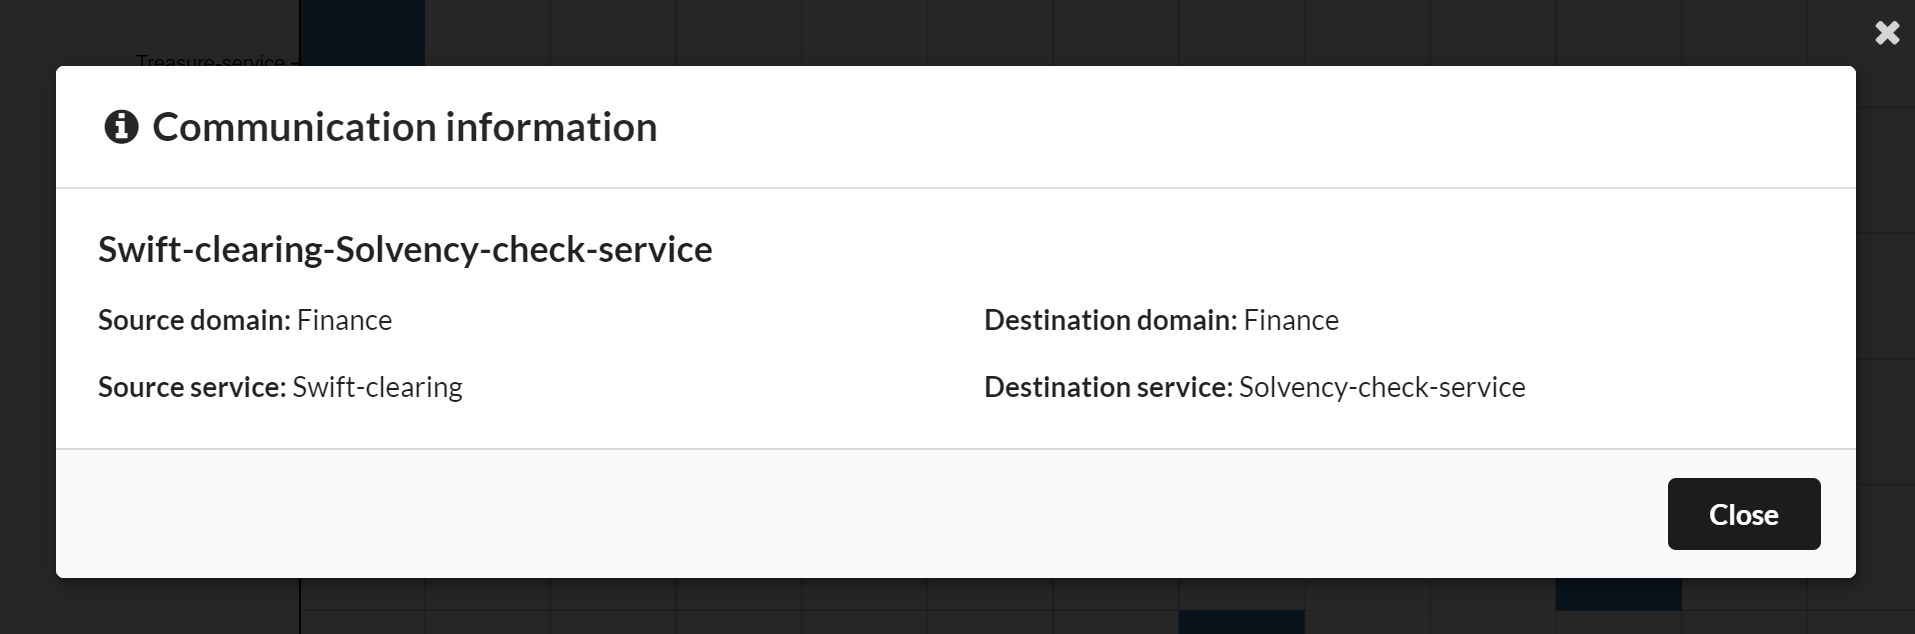 Treasure-service
Communication information
Swift-clearing-Solvency-check-service
Source domain: Finance
Destination domain: Finance
Source service: Swift-clearing
Destination service: Solvency-check-service
Close